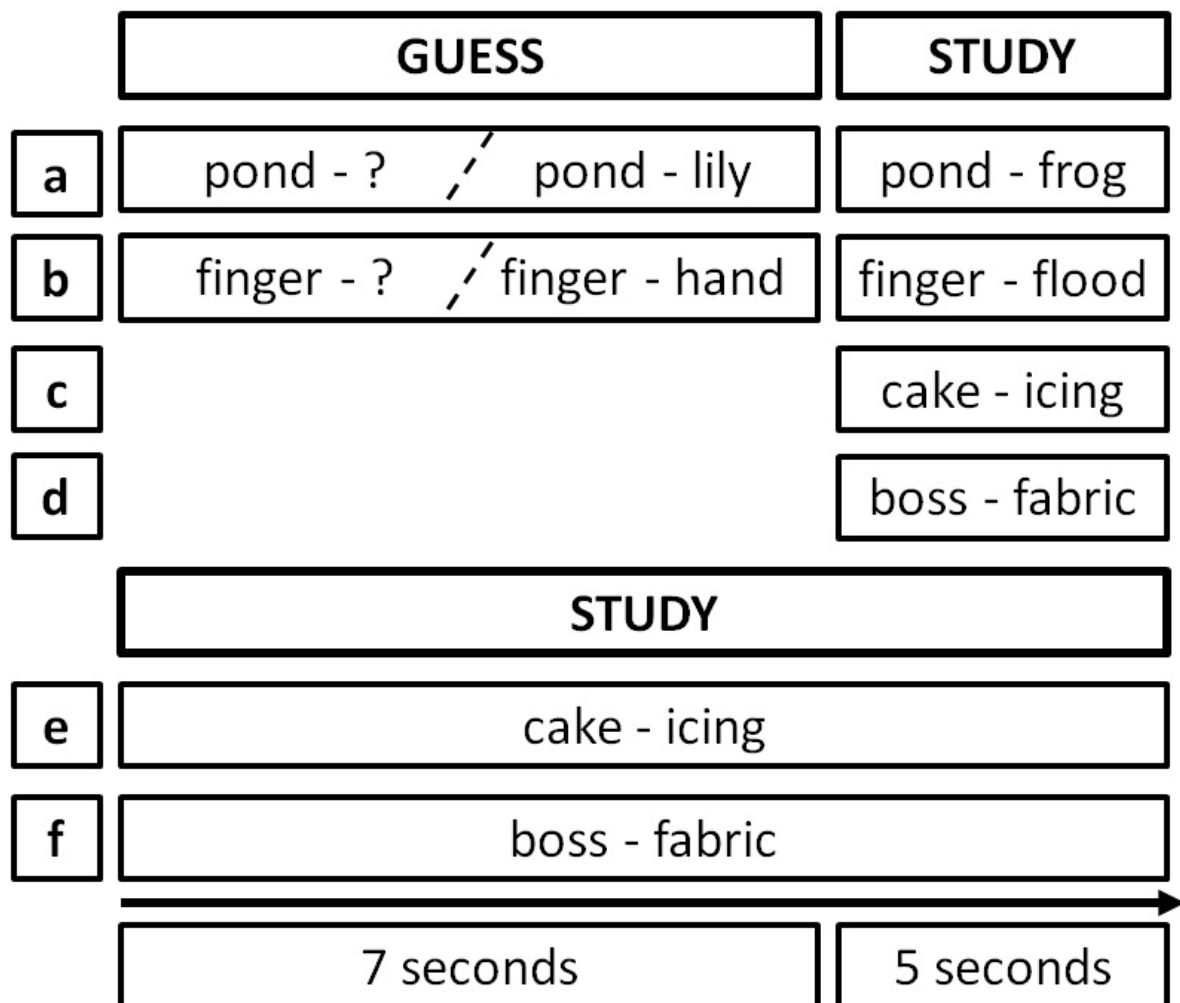 GUESS STUDY
a pond - ? pond - lily pond - frog
b finger - ? finger - hand finger - flood
c cake - icing
d boss - fabric
STUDY
e cake - icing
f boss - fabric
7 seconds 5 seconds